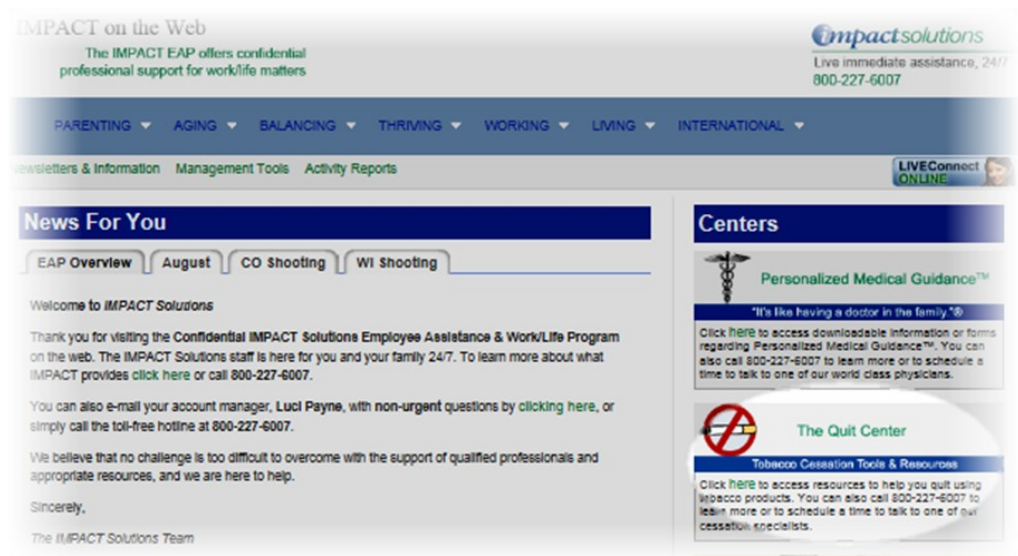 IMPACT on the Web
The IMPACT EAP offers confidential
professional support for work/life matters
impactsolutions
Live immediate assistance, 24/7
800-227-6007
PARENTING AGING BALANCING THRIVING WORKING LIVING INTERNATIONAL
Newsletters & Information Management Tools Activity Reports
LIVEConnect
ONLINE
News For You
EAP Overview August CO Shooting WI Shooting
Welcome to IMPACT Solutions
Thank you for visiting the Confidential IMPACT Solutions Employee Assistance & Work/Life Program
on the web. The IMPACT Solutions staff is here for you and your family 24/7. To learn more about what
IMPACT provides click here or call 800-227-6007.
You can also e-mail your account manager, Luci Payne, with non-urgent questions by clicking here, or
simply call the toll-free hotline at 800-227-6007.
We believe that no challenge is too difficult to overcome with the support of qualified professionals and
appropriate resources, and we are here to help.
Sincerely,
The IMPACT Solutions Team
Centers
Personalized Medical Guidance™
"It's like having a doctor in the family."®
Click here to access downloadable information or forms
regarding Personalized Medical Guidance™. You can
also call 800-227-6007 to learn more or to schedule a
time to talk to one of our world class physicians.
The Quit Center
Tobacco Cessation Tools & Resources
Click here to access resources to help you quit using
tobacco products. You can also call 800-227-6007 to
learn more or to schedule a time to talk to one of our
cessation specialists.